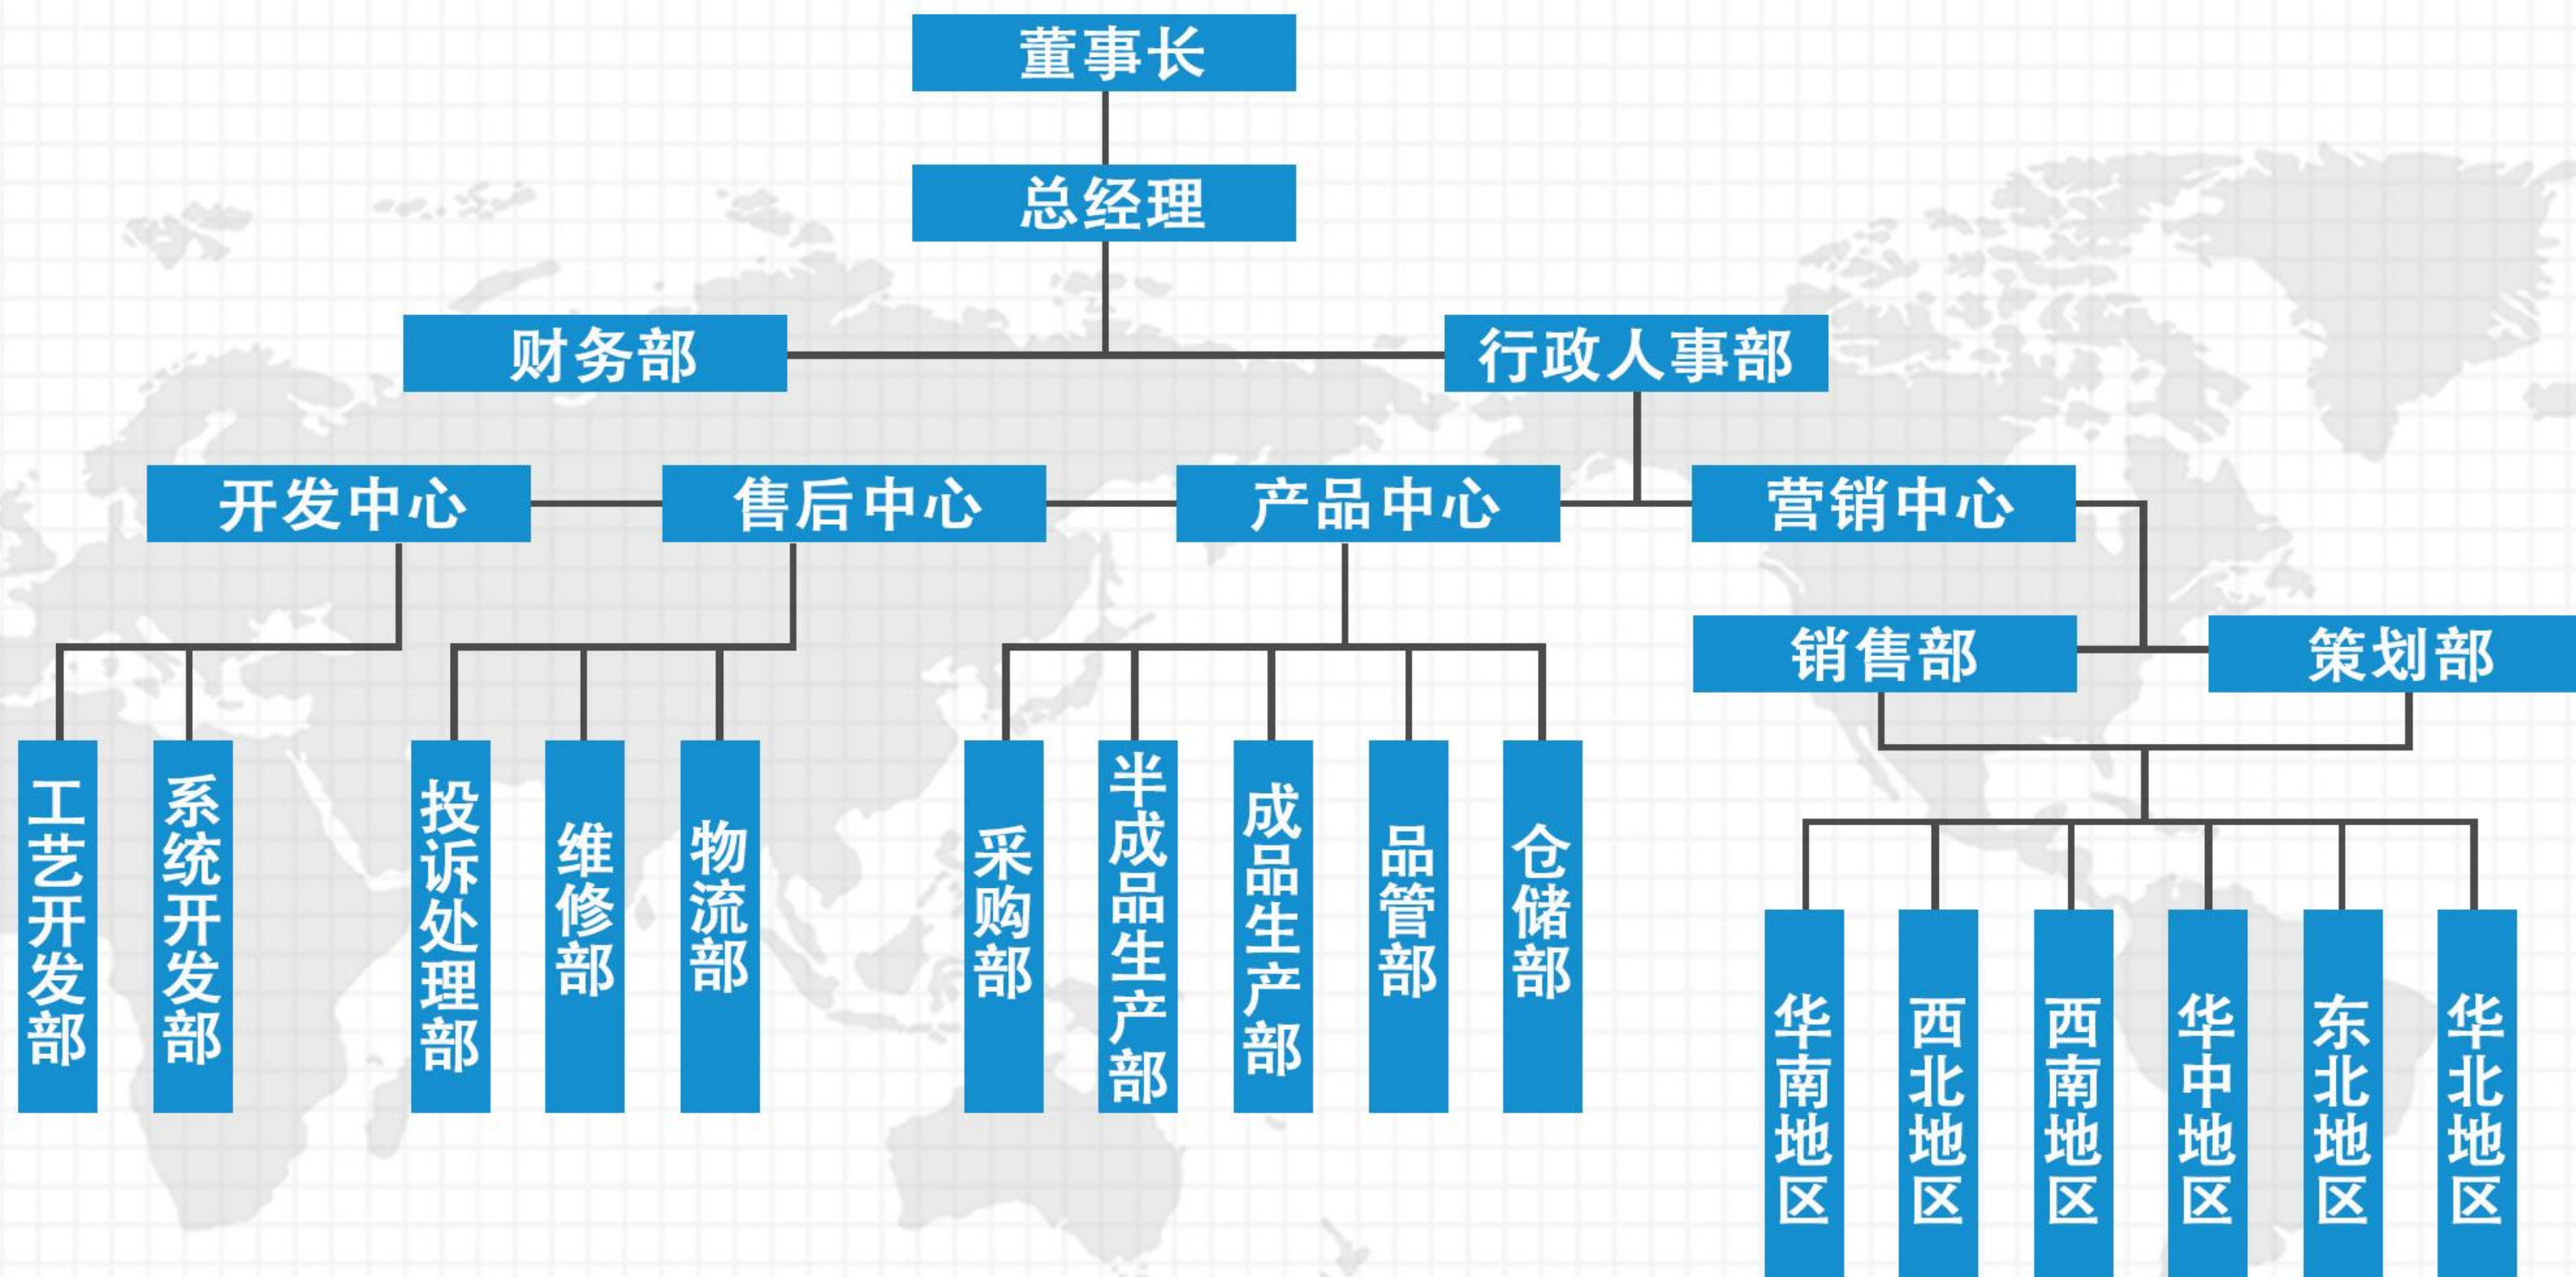 董事长
总经理
财务部
行政人事部
开发中心
售后中心
产品中心
营销中心
销售部
策划部
工艺开发部
系统开发部
投诉处理部
维修部
物流部
采购部
半成品生产部
成品生产部
品管部
仓储部
华南地区
西北地区
西南地区
华中地区
东北地区
华北地区